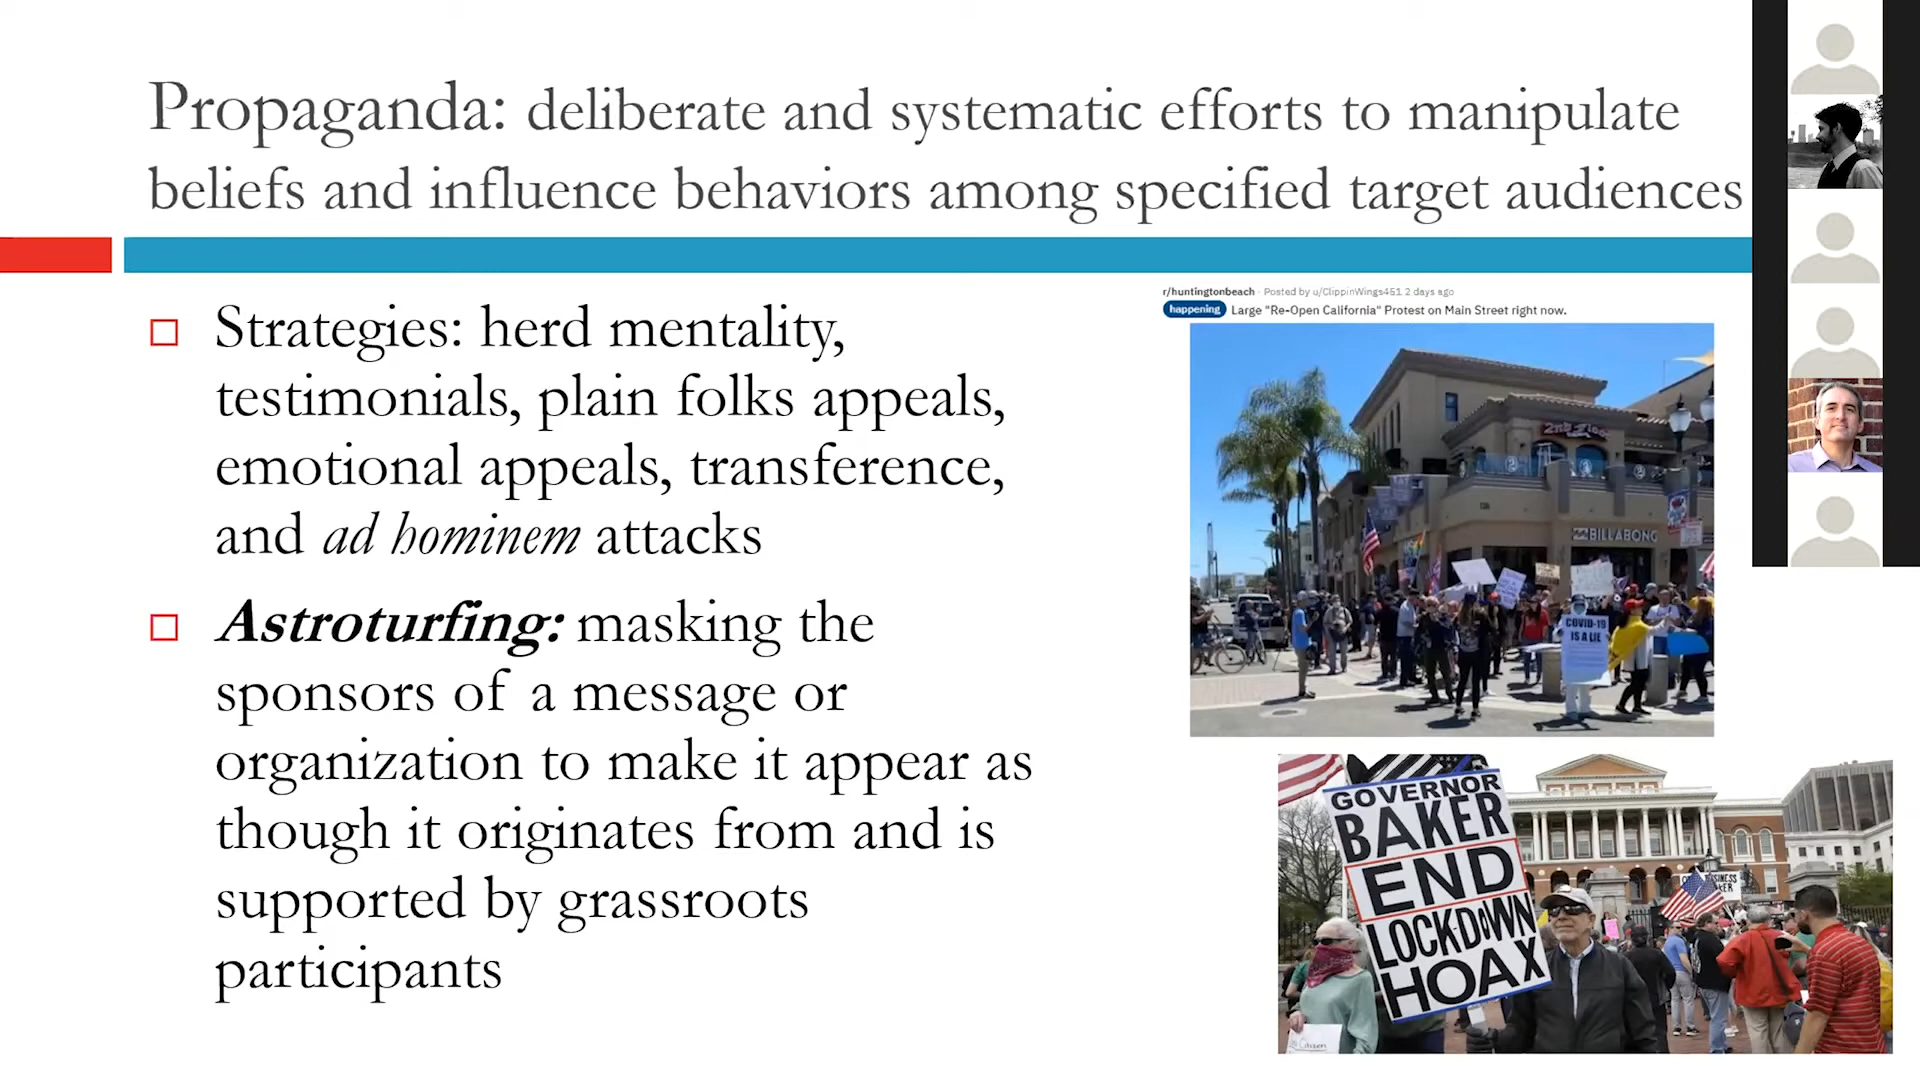 Propaganda: deliberate and systematic efforts to manipulate
beliefs and influence behaviors among specified target audiences
Strategies: herd mentality,
testimonials, plain folks appeals,
emotional appeals, transference,
and ad hominem attacks
Astroturfing: masking the
sponsors of a message or
organization to make it appear as
though it originates from and is
supported by grassroots
participants
r/huntingtonbeach · Posted by u/ClippinWings451 2 days ago
happening Large "Re-Open California" Protest on Main Street right now.
2nd Floor
BILLABONG
COVID-19
IS A LIE
GOVERNOR
BAKER
END
LOCKDOWN
HOAX